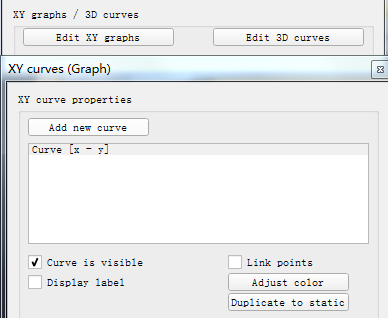 XY graphs / 3D curves
Edit XY graphs Edit 3D curves
XY curves (Graph)
XY curve properties
Add new curve
Curve [x - y]
Curve is visible Link points
Display label Adjust color
Duplicate to static